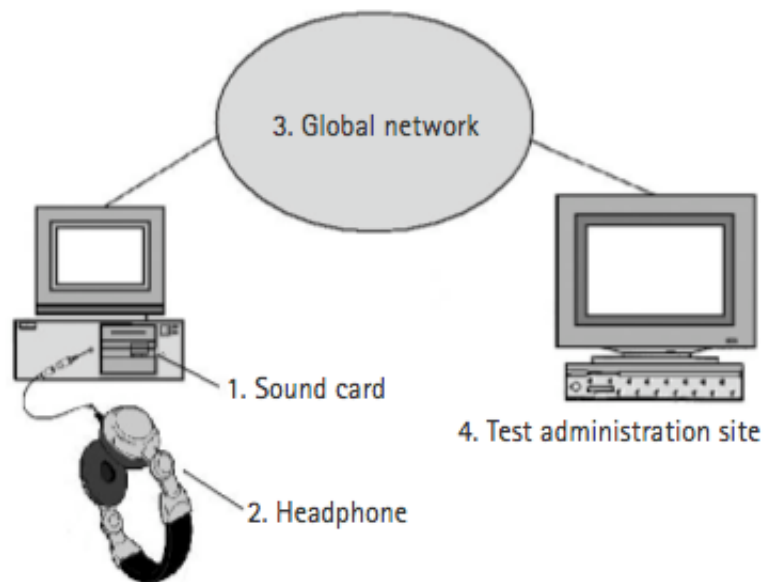 3. Global network
1. Sound card
4. Test administration site
2. Headphone